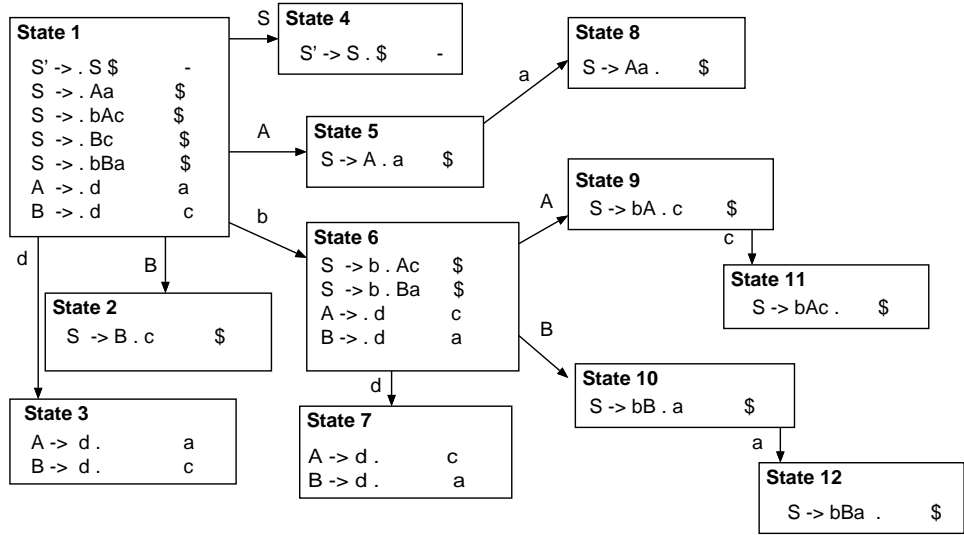 State 1
S' -> . S $ -
S -> . Aa $
S -> . bAc $
S -> . Bc $
S -> . bBa $
A -> . d a
B -> . d c
S
State 4
S' -> S . $ -
A
State 5
S -> A . a $
a
State 8
S -> Aa . $
b
State 6
S -> b . Ac $
S -> b . Ba $
A -> . d c
B -> . d a
A
State 9
S -> bA . c $
c
State 11
S -> bAc . $
d
B
State 2
S -> B . c $
B
State 10
S -> bB . a $
State 3
A -> d . a
B -> d . c
d
State 7
A -> d . c
B -> d . a
a
State 12
S -> bBa . $